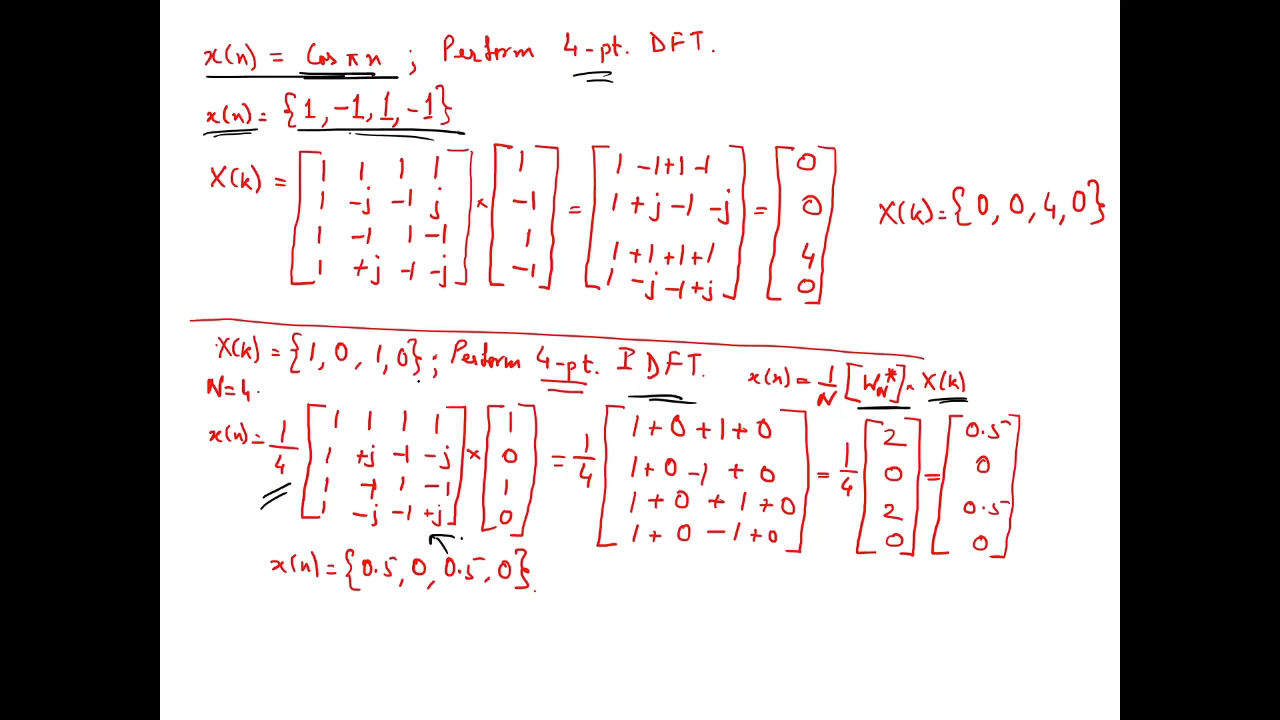 x(n) = Cos πn ; Perform 4-pt. DFT.
x(n) = {1, -1, 1, -1}
X(k) = [1 1 1 1; 1 -j -1 j; 1 -1 1 -1; 1 +j -1 -j] × [1; -1; 1; -1] = [1 -1+1 -1; 1 + j -1 -j; 1 +1 +1 +1; 1 -j -1 +j] = [0; 0; 4; 0] X(k) = {0, 0, 4, 0}
X(k) = {1, 0, 1, 0} ; Perform 4-pt. IDFT.
x(n) = 1/N [W_N*] × X(k)
N = 4
x(n) = 1/4 [1 1 1 1; 1 +j -1 -j; 1 -1 1 -1; 1 -j -1 +j] × [1; 0; 1; 0] = 1/4 [1 + 0 + 1 + 0; 1 + 0 -1 + 0; 1 + 0 + 1 + 0; 1 + 0 - 1 + 0] = 1/4 [2; 0; 2; 0] = [0.5; 0; 0.5; 0]
x(n) = {0.5, 0, 0.5, 0}.